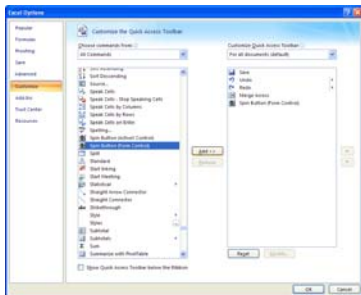 Excel Options
Popular
Formulas
Proofing
Save
Advanced
Customize
Add-Ins
Trust Center
Resources
Customize the Quick Access Toolbar
Choose commands from:
All Commands
Sort Descending
Source...
Speak Cells
Speak Cells - Stop Speaking Cells
Speak Cells by Columns
Speak Cells by Rows
Speak Cells on Enter
Spelling...
Spin Button (ActiveX Control)
Spin Button (Form Control)
Split
Standard
Start Inking
Statistical
Straight Arrow Connector
Straight Connector
Strikethrough
Style
Styles
Subtotal
Subtotals
Sum
Summarize with PivotTable
Show Quick Access Toolbar below the Ribbon
Add >>
Remove
Customize Quick Access Toolbar:
For all documents (default)
Save
Undo
Redo
Merge Across
Spin Button (Form Control)
Reset
Modify...
OK
Cancel